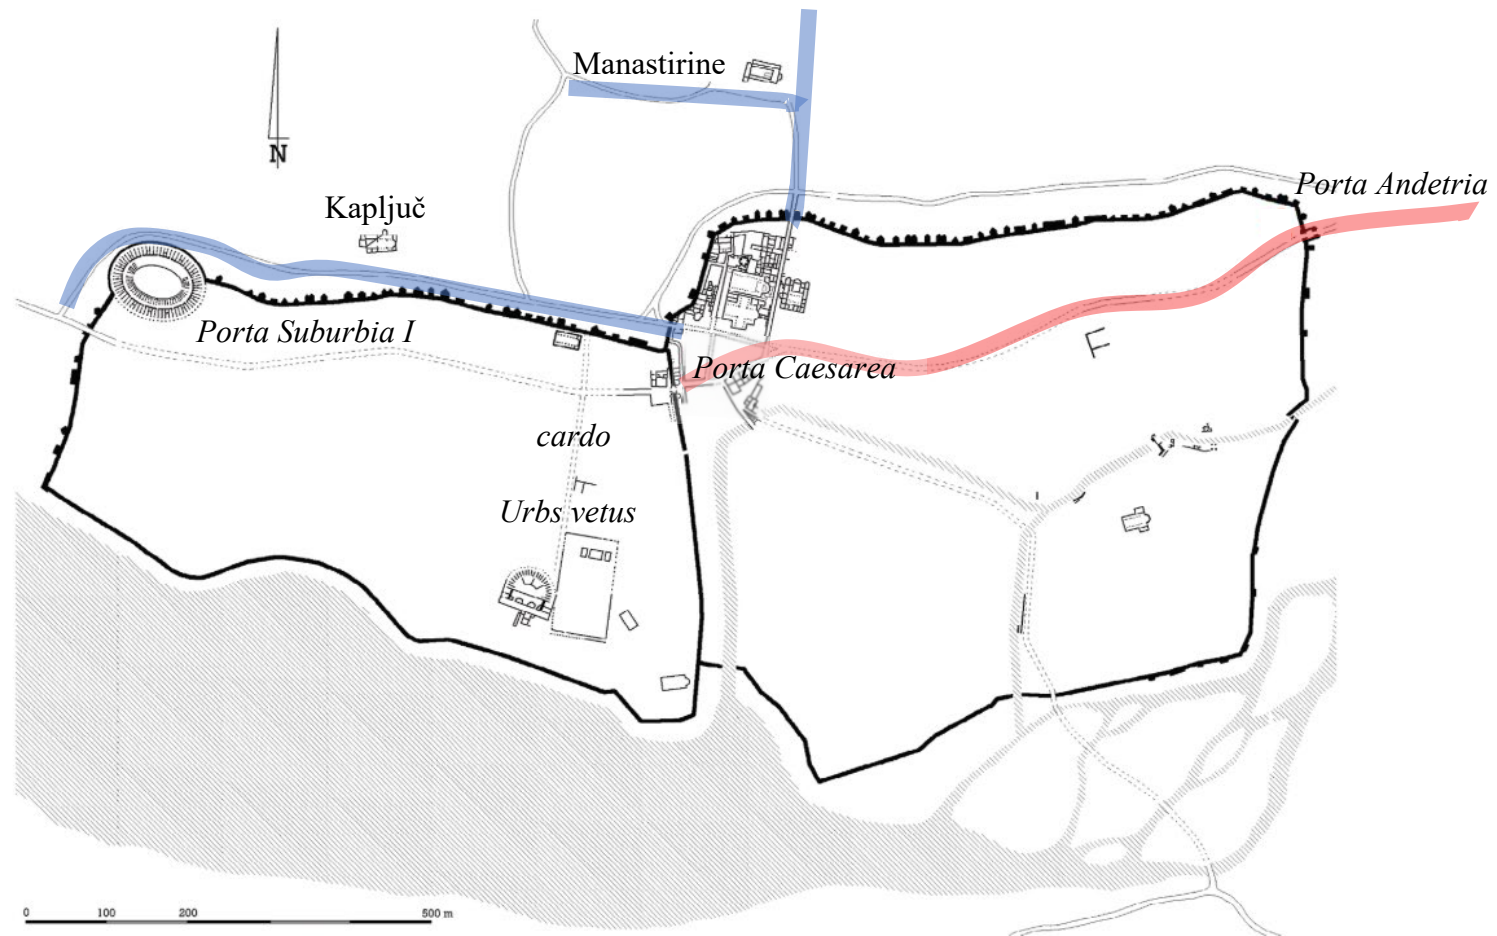 Manastirine
N
Porta Andetria
Kapljuč
Porta Suburbia I
Porta Caesarea
cardo
Urbs vetus
0 100 200 500 m